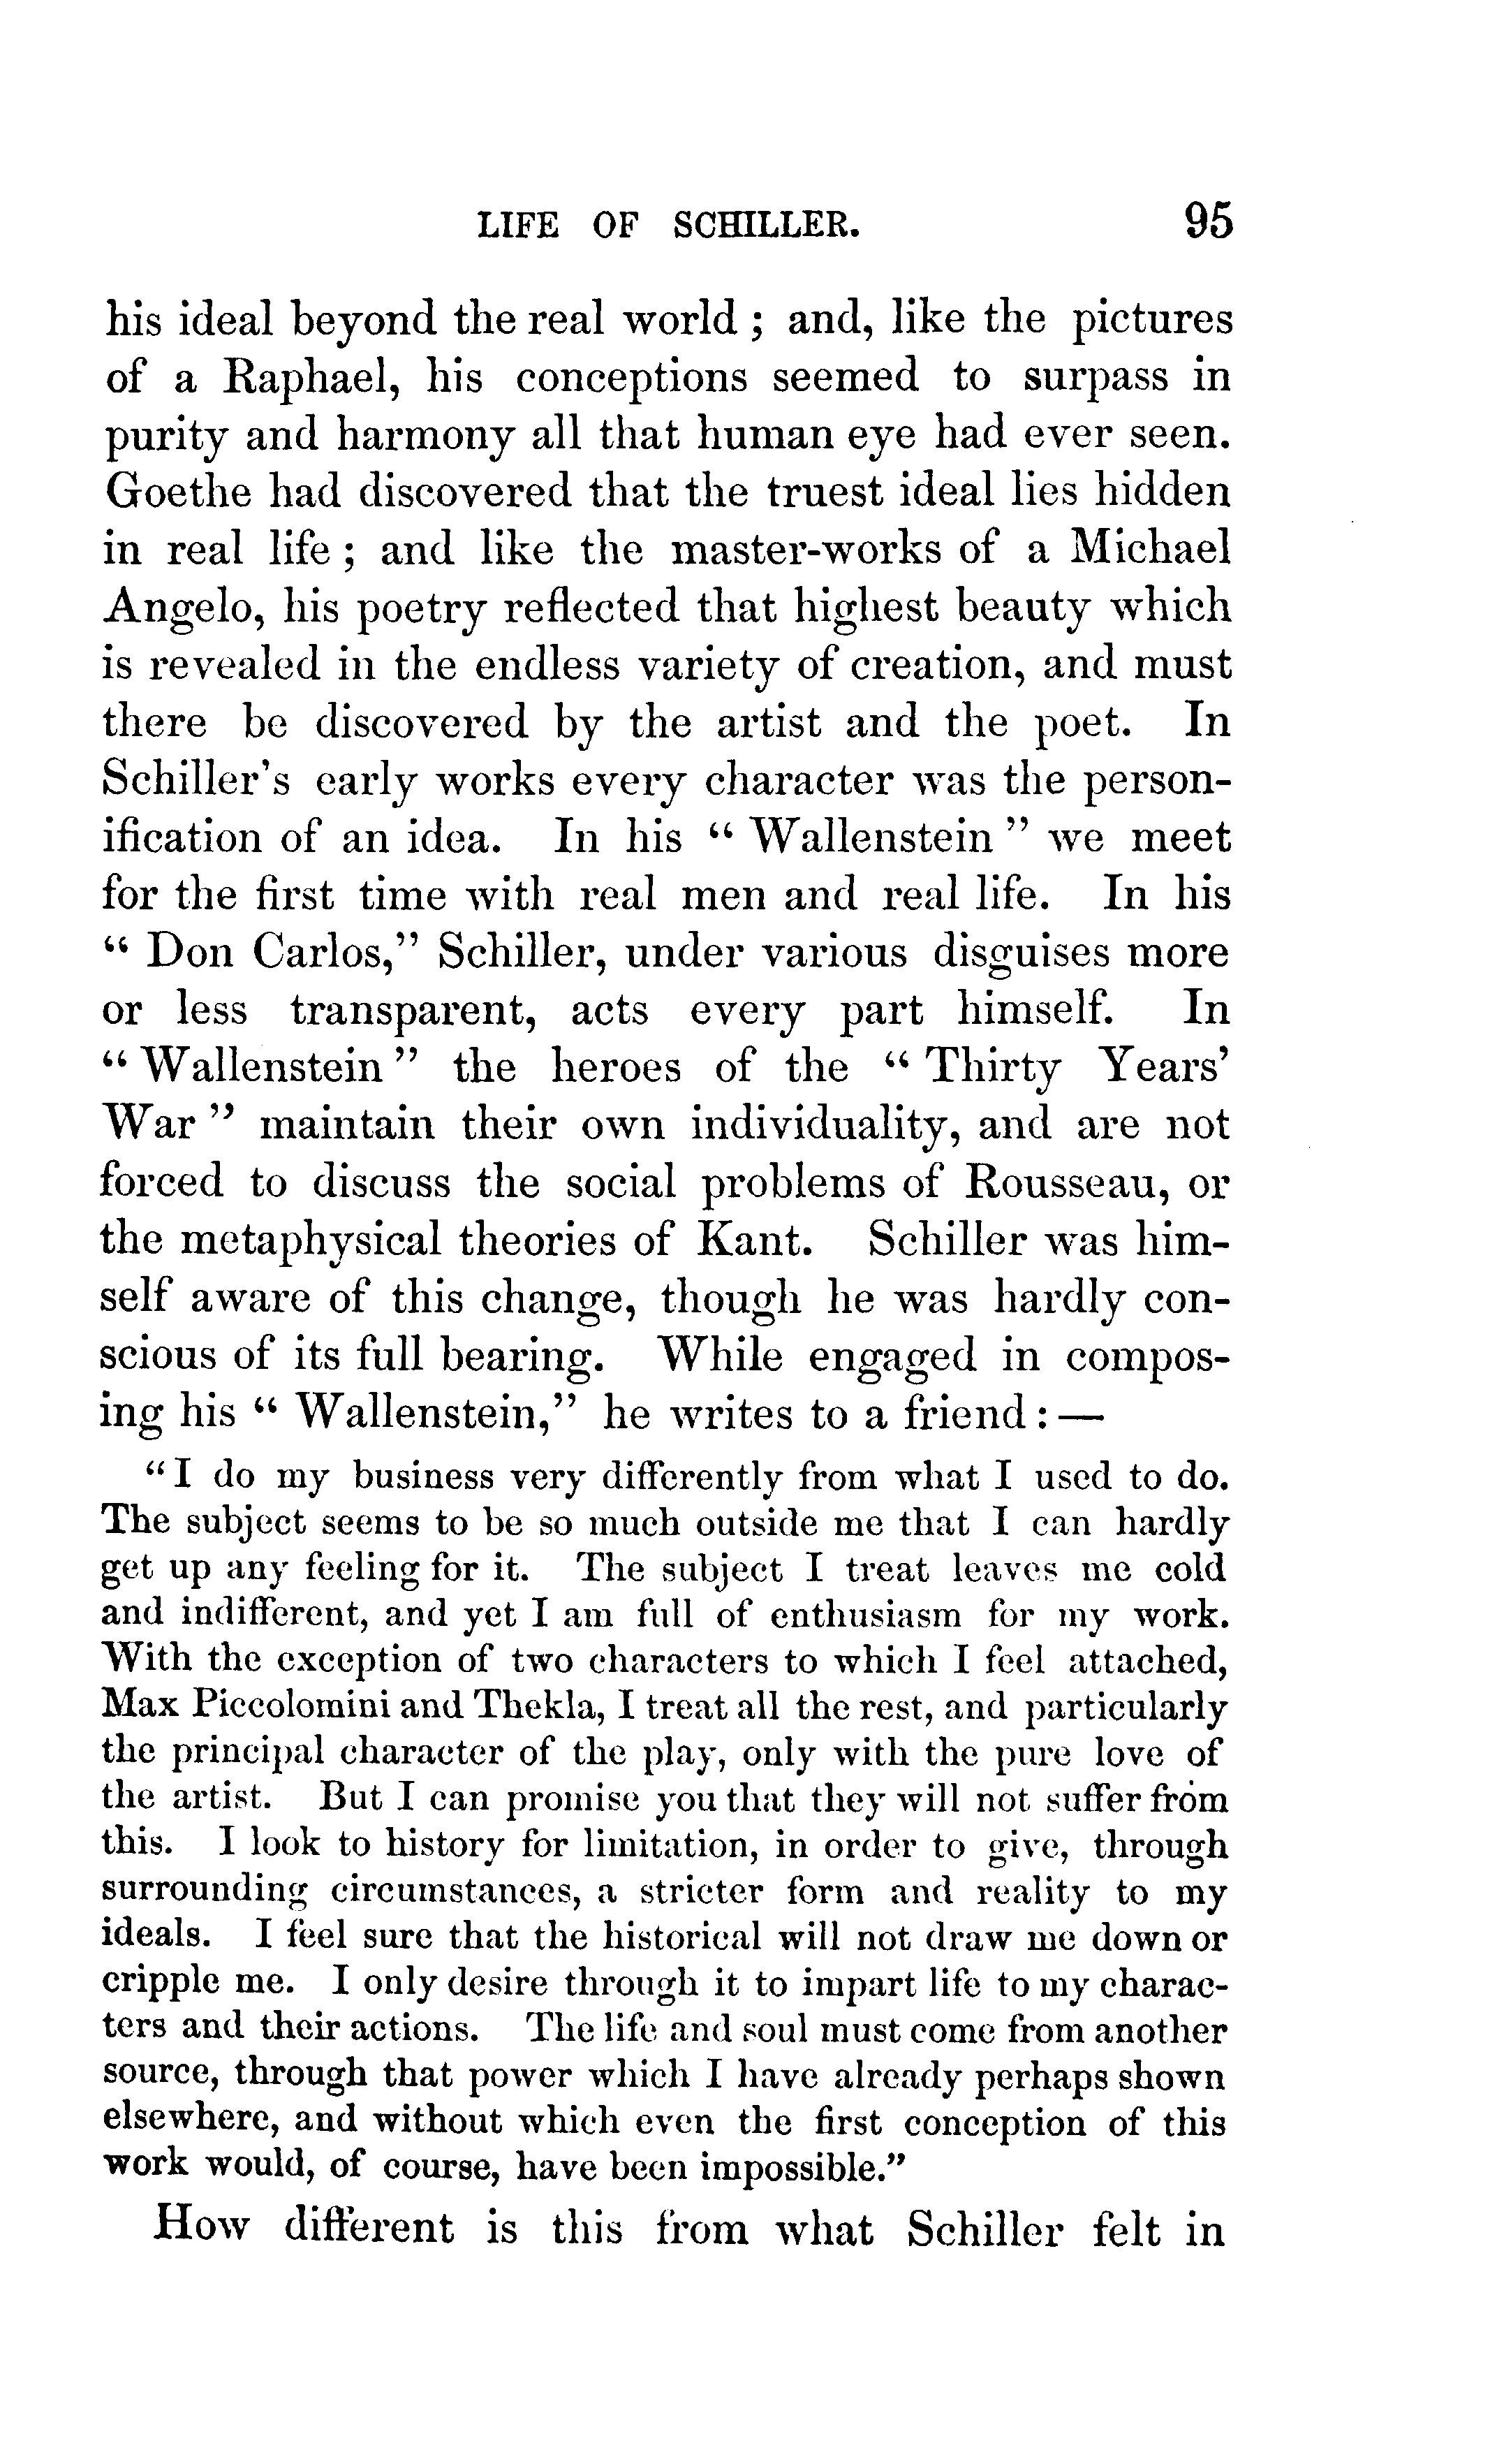 LIFE OF SCHILLER. 95
his ideal beyond the real world ; and, like the pictures
of a Raphael, his conceptions seemed to surpass in
purity and harmony all that human eye had ever seen.
Goethe had discovered that the truest ideal lies hidden
in real life ; and like the master-works of a Michael
Angelo, his poetry reflected that highest beauty which
is revealed in the endless variety of creation, and must
there be discovered by the artist and the poet. In
Schiller's early works every character was the person-
ification of an idea. In his “ Wallenstein ” we meet
for the first time with real men and real life. In his
“ Don Carlos,” Schiller, under various disguises more
or less transparent, acts every part himself. In
“ Wallenstein ” the heroes of the “ Thirty Years'
War ” maintain their own individuality, and are not
forced to discuss the social problems of Rousseau, or
the metaphysical theories of Kant. Schiller was him-
self aware of this change, though he was hardly con-
scious of its full bearing. While engaged in compos-
ing his “ Wallenstein,” he writes to a friend : —
“ I do my business very differently from what I used to do.
The subject seems to be so much outside me that I can hardly
get up any feeling for it. The subject I treat leaves me cold
and indifferent, and yet I am full of enthusiasm for my work.
With the exception of two characters to which I feel attached,
Max Piccolomini and Thekla, I treat all the rest, and particularly
the principal character of the play, only with the pure love of
the artist. But I can promise you that they will not suffer from
this. I look to history for limitation, in order to give, through
surrounding circumstances, a stricter form and reality to my
ideals. I feel sure that the historical will not draw me down or
cripple me. I only desire through it to impart life to my charac-
ters and their actions. The life and soul must come from another
source, through that power which I have already perhaps shown
elsewhere, and without which even the first conception of this
work would, of course, have been impossible.”
How different is this from what Schiller felt in